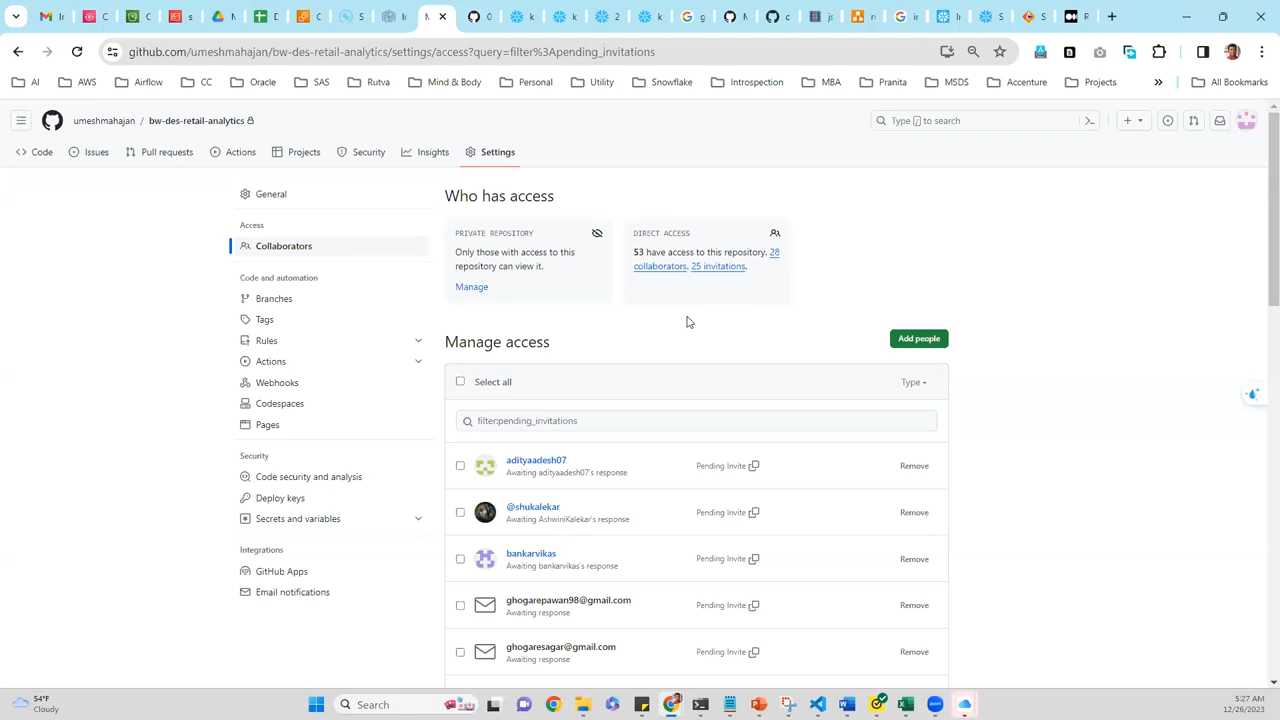 github.com/umeshmahajan/bw-des-retail-analytics/settings/access?query=filter%3Apending_invitations
AI AWS Airflow CC Oracle SAS Rutva Mind & Body Personal Utility Snowflake Introspection MBA Pranita MSDS Accenture Projects » All Bookmarks
umeshmahajan / bw-des-retail-analytics
Type / to search
Code Issues Pull requests Actions Projects Security Insights Settings
General
Access
Collaborators
Code and automation
Branches
Tags
Rules
Actions
Webhooks
Codespaces
Pages
Security
Code security and analysis
Deploy keys
Secrets and variables
Integrations
GitHub Apps
Email notifications
Who has access
PRIVATE REPOSITORY
Only those with access to this
repository can view it.
Manage
DIRECT ACCESS
53 have access to this repository. 28
collaborators. 25 invitations.
Manage access
Add people
Select all
Type
filter:pending_invitations
adityaadesh07
Awaiting adityaadesh07's response
Pending Invite
Remove
@shukalekar
Awaiting AshwiniKalekar's response
Pending Invite
Remove
bankarvikas
Awaiting bankarvikas's response
Pending Invite
Remove
ghogarepawan98@gmail.com
Awaiting response
Pending Invite
Remove
ghogaresagar@gmail.com
Awaiting response
Pending Invite
Remove
54°F
Cloudy
Search
5:27 AM
12/26/2023